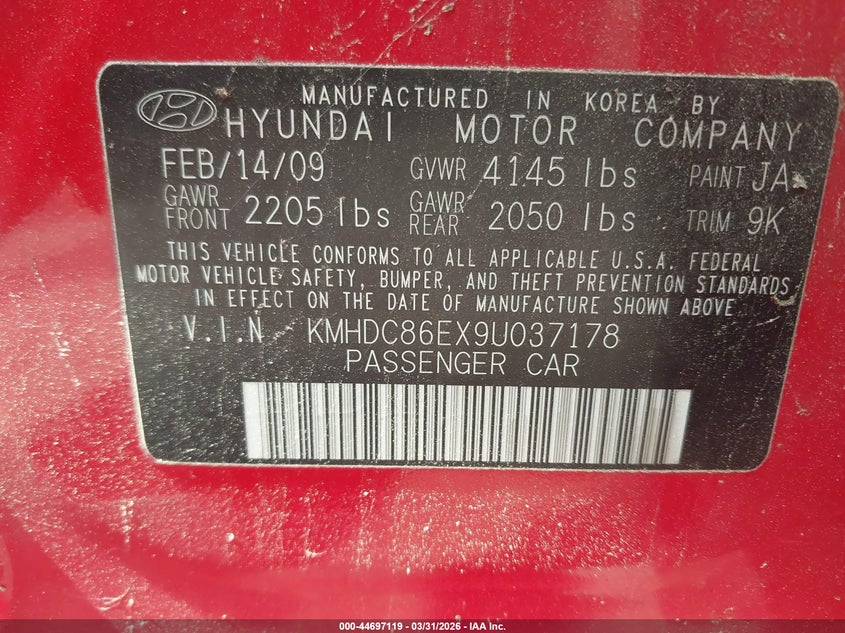 MANUFACTURED IN KOREA BY
HYUNDAI MOTOR COMPANY
FEB/14/09 GVWR 4145 lbs PAINT JA
GAWR FRONT 2205 lbs GAWR REAR 2050 lbs TRIM 9K
THIS VEHICLE CONFORMS TO ALL APPLICABLE U.S.A. FEDERAL
MOTOR VEHICLE SAFETY, BUMPER, AND THEFT PREVENTION STANDARDS
IN EFFECT ON THE DATE OF MANUFACTURE SHOWN ABOVE.
V.I.N KMHDC86EX9U037178
PASSENGER CAR
000-44697119 - 03/31/2026 - IAA Inc.